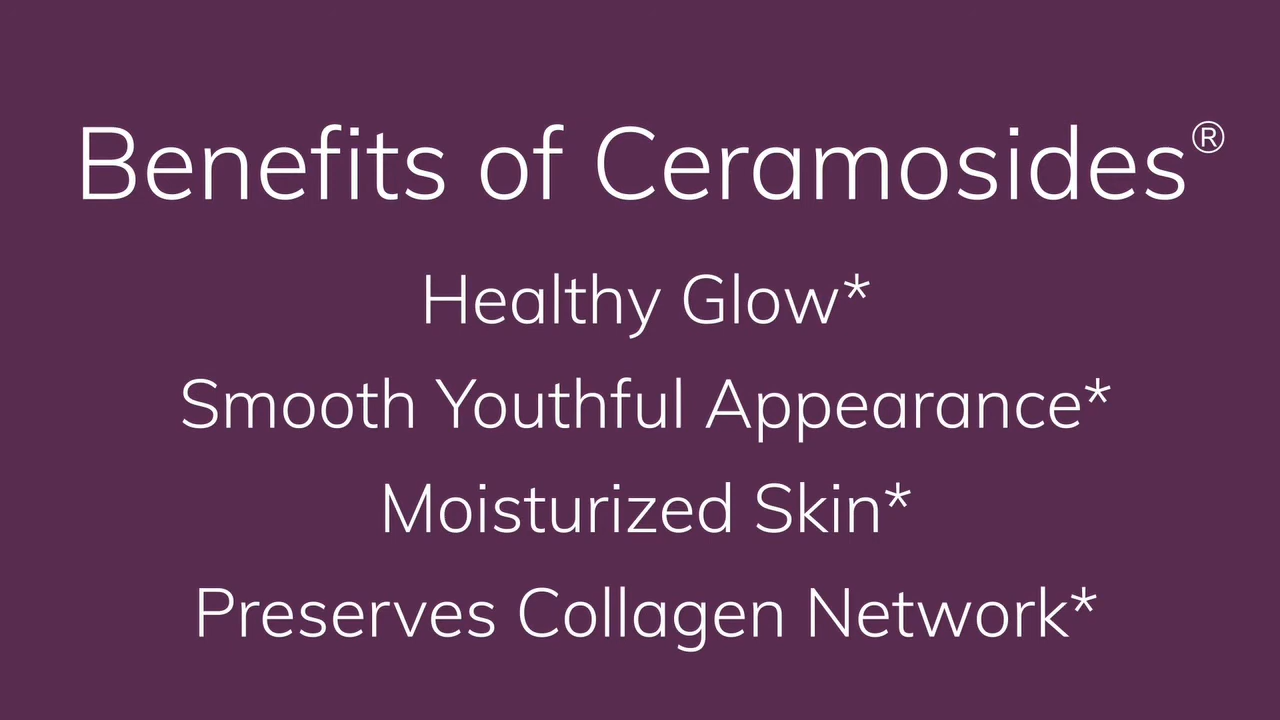 Benefits of Ceramosides®
Healthy Glow*
Smooth Youthful Appearance*
Moisturized Skin*
Preserves Collagen Network*